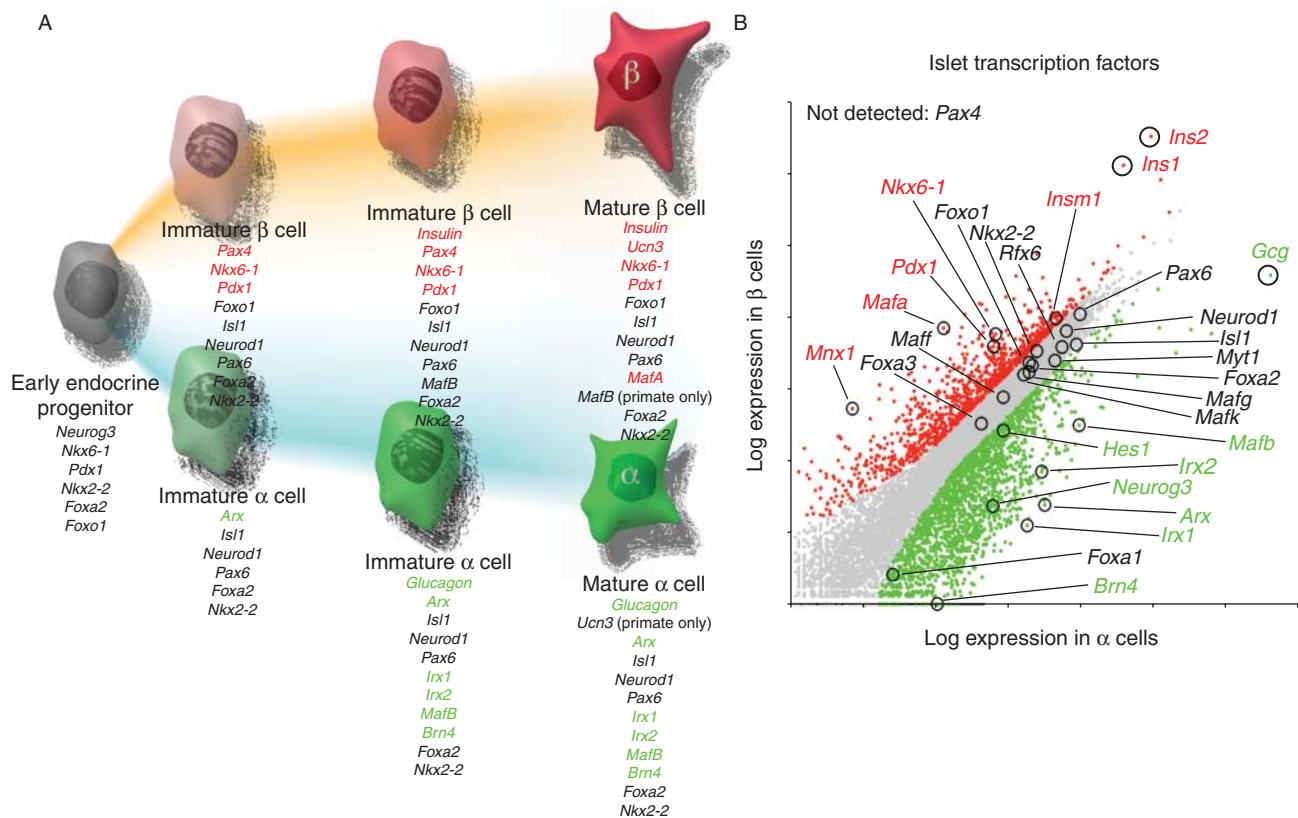 A
β
Immature β cell
Pax4
Nkx6-1
Pdx1
Foxo1
Isl1
Neurod1
Pax6
Foxa2
Nkx2-2
Immature β cell
Insulin
Pax4
Nkx6-1
Pdx1
Foxo1
Isl1
Neurod1
Pax6
MafB
Foxa2
Nkx2-2
Mature β cell
Insulin
Ucn3
Nkx6-1
Pdx1
Foxo1
Isl1
Neurod1
Pax6
MafA
MafB (primate only)
Foxa2
Nkx2-2
Early endocrine
progenitor
Neurog3
Nkx6-1
Pdx1
Nkx2-2
Foxa2
Foxo1
Immature α cell
Arx
Isl1
Neurod1
Pax6
Foxa2
Nkx2-2
Immature α cell
Glucagon
Arx
Isl1
Neurod1
Pax6
Irx1
Irx2
MafB
Brn4
Foxa2
Nkx2-2
α
Mature α cell
Glucagon
Ucn3 (primate only)
Arx
Isl1
Neurod1
Pax6
Irx1
Irx2
MafB
Brn4
Foxa2
Nkx2-2
B
Islet transcription factors
Not detected: Pax4
Ins2
Ins1
Nkx6-1
Insm1
Foxo1
Nkx2-2
Rfx6
Gcg
Pdx1
Pax6
Mafa
Neurod1
Maff
Isl1
Mnx1
Foxa3
Myt1
Foxa2
Mafg
Mafk
Hes1
Mafb
Irx2
Neurog3
Arx
Irx1
Foxa1
Brn4
Log expression in β cells
Log expression in α cells